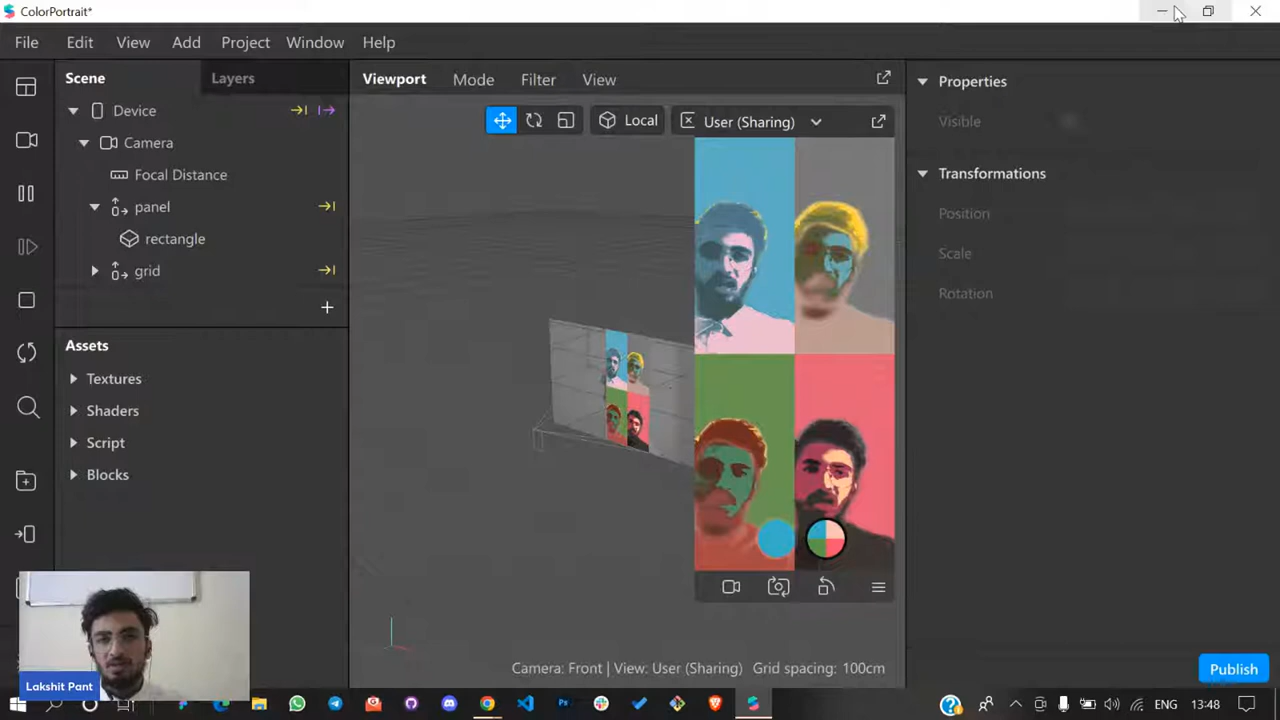 ColorPortrait*
File Edit View Add Project Window Help
Scene Layers
Device
Camera
Focal Distance
panel
rectangle
grid
Assets
Textures
Shaders
Script
Blocks
Viewport Mode Filter View
Local
User (Sharing)
Camera: Front | View: User (Sharing) Grid spacing: 100cm
Properties
Visible
Transformations
Position
Scale
Rotation
Publish
Lakshit Pant
ENG 13:48